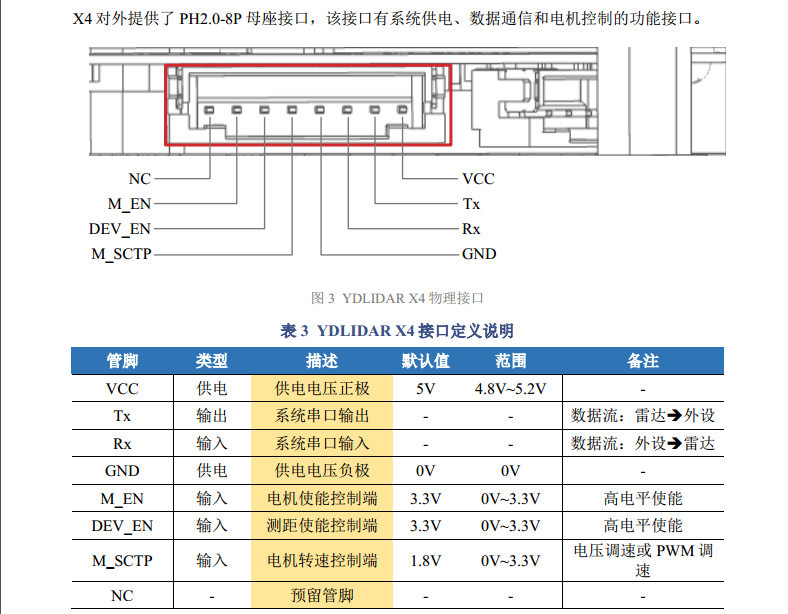 X4 对外提供了 PH2.0-8P 母座接口，该接口有系统供电、数据通信和电机控制的功能接口。
NC VCC
M_EN Tx
DEV_EN Rx
M_SCTP GND
图 3 YDLIDAR X4 物理接口
表 3 YDLIDAR X4 接口定义说明
管脚 类型 描述 默认值 范围 备注
VCC 供电 供电电压正极 5V 4.8V~5.2V -
Tx 输出 系统串口输出 - - 数据流：雷达→外设
Rx 输入 系统串口输入 - - 数据流：外设→雷达
GND 供电 供电电压负极 0V 0V -
M_EN 输入 电机使能控制端 3.3V 0V~3.3V 高电平使能
DEV_EN 输入 测距使能控制端 3.3V 0V~3.3V 高电平使能
M_SCTP 输入 电机转速控制端 1.8V 0V~3.3V 电压调速或 PWM 调
速
NC - 预留管脚 - - -